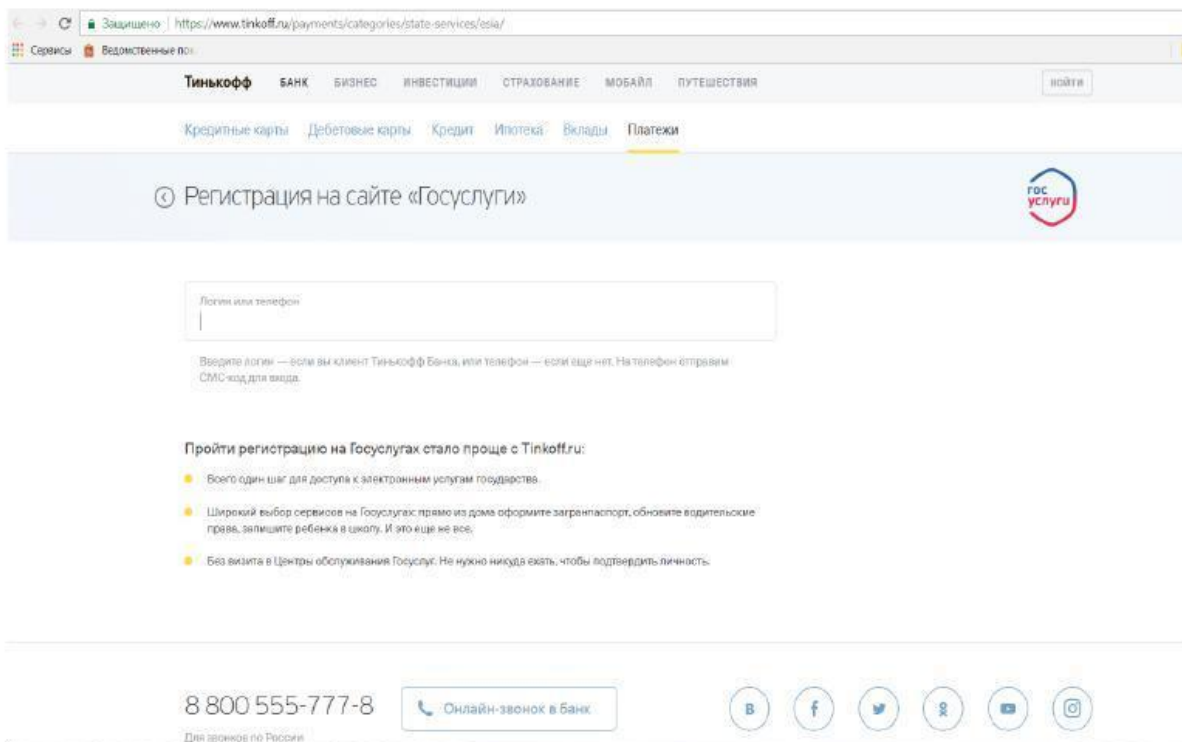 Защищено https://www.tinkoff.ru/payments/categories/state-services/esia/
Сервисы Ведомственные
Тинькофф БАНК БИЗНЕС ИНВЕСТИЦИИ СТРАХОВАНИЕ МОБАЙЛ ПУТЕШЕСТВИЯ ВОЙТИ
Кредитные карты Дебетовые карты Кредит Ипотека Вклады Платежи
Регистрация на сайте «Госуслуги»
гос
услуги
Логин или телефон
Введите логин — если вы клиент Тинькофф Банка, или телефон — если еще нет. На телефон отправим
СМС-код для входа.
Пройти регистрацию на Госуслугах стало проще с Tinkoff.ru:
Всего один шаг для доступа к электронным услугам государства.
Широкий выбор сервисов на Госуслугах: прямо из дома оформите загранпаспорт, обновите водительские
права, запишите ребенка в школу. И это еще не все.
Без визита в Центры обслуживания Госуслуг. Не нужно никуда ехать, чтобы подтвердить личность.
8 800 555-777-8 Онлайн-звонок в банк
Для звонков по России